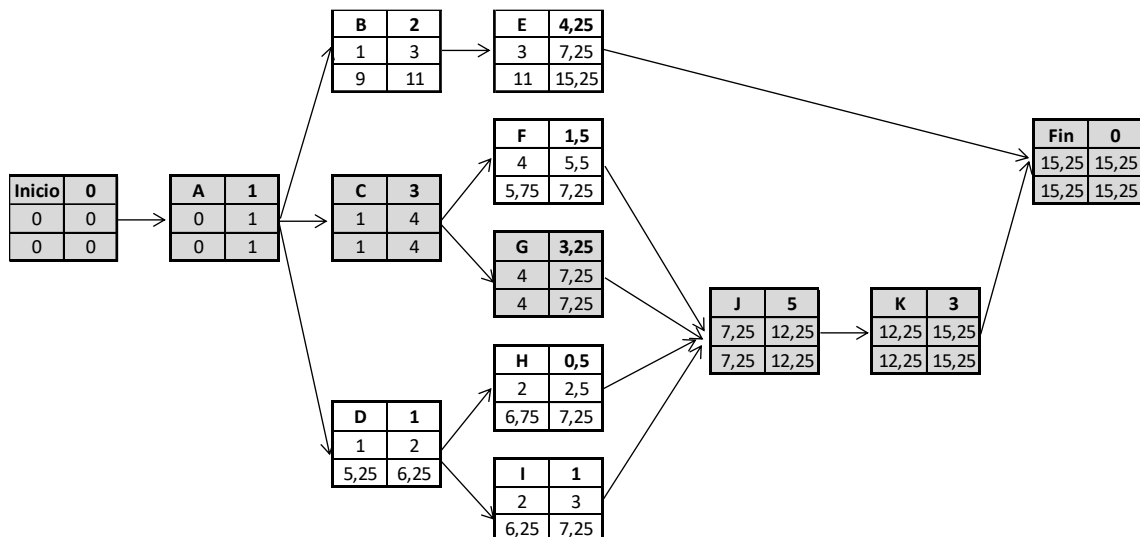 B 2
1 3
9 11
E 4,25
3 7,25
11 15,25
F 1,5
4 5,5
5,75 7,25
Fin 0
15,25 15,25
15,25 15,25
Inicio 0
0 0
0 0
A 1
0 1
0 1
C 3
1 4
1 4
G 3,25
4 7,25
4 7,25
J 5
7,25 12,25
7,25 12,25
K 3
12,25 15,25
12,25 15,25
H 0,5
2 2,5
6,75 7,25
D 1
1 2
5,25 6,25
I 1
2 3
6,25 7,25